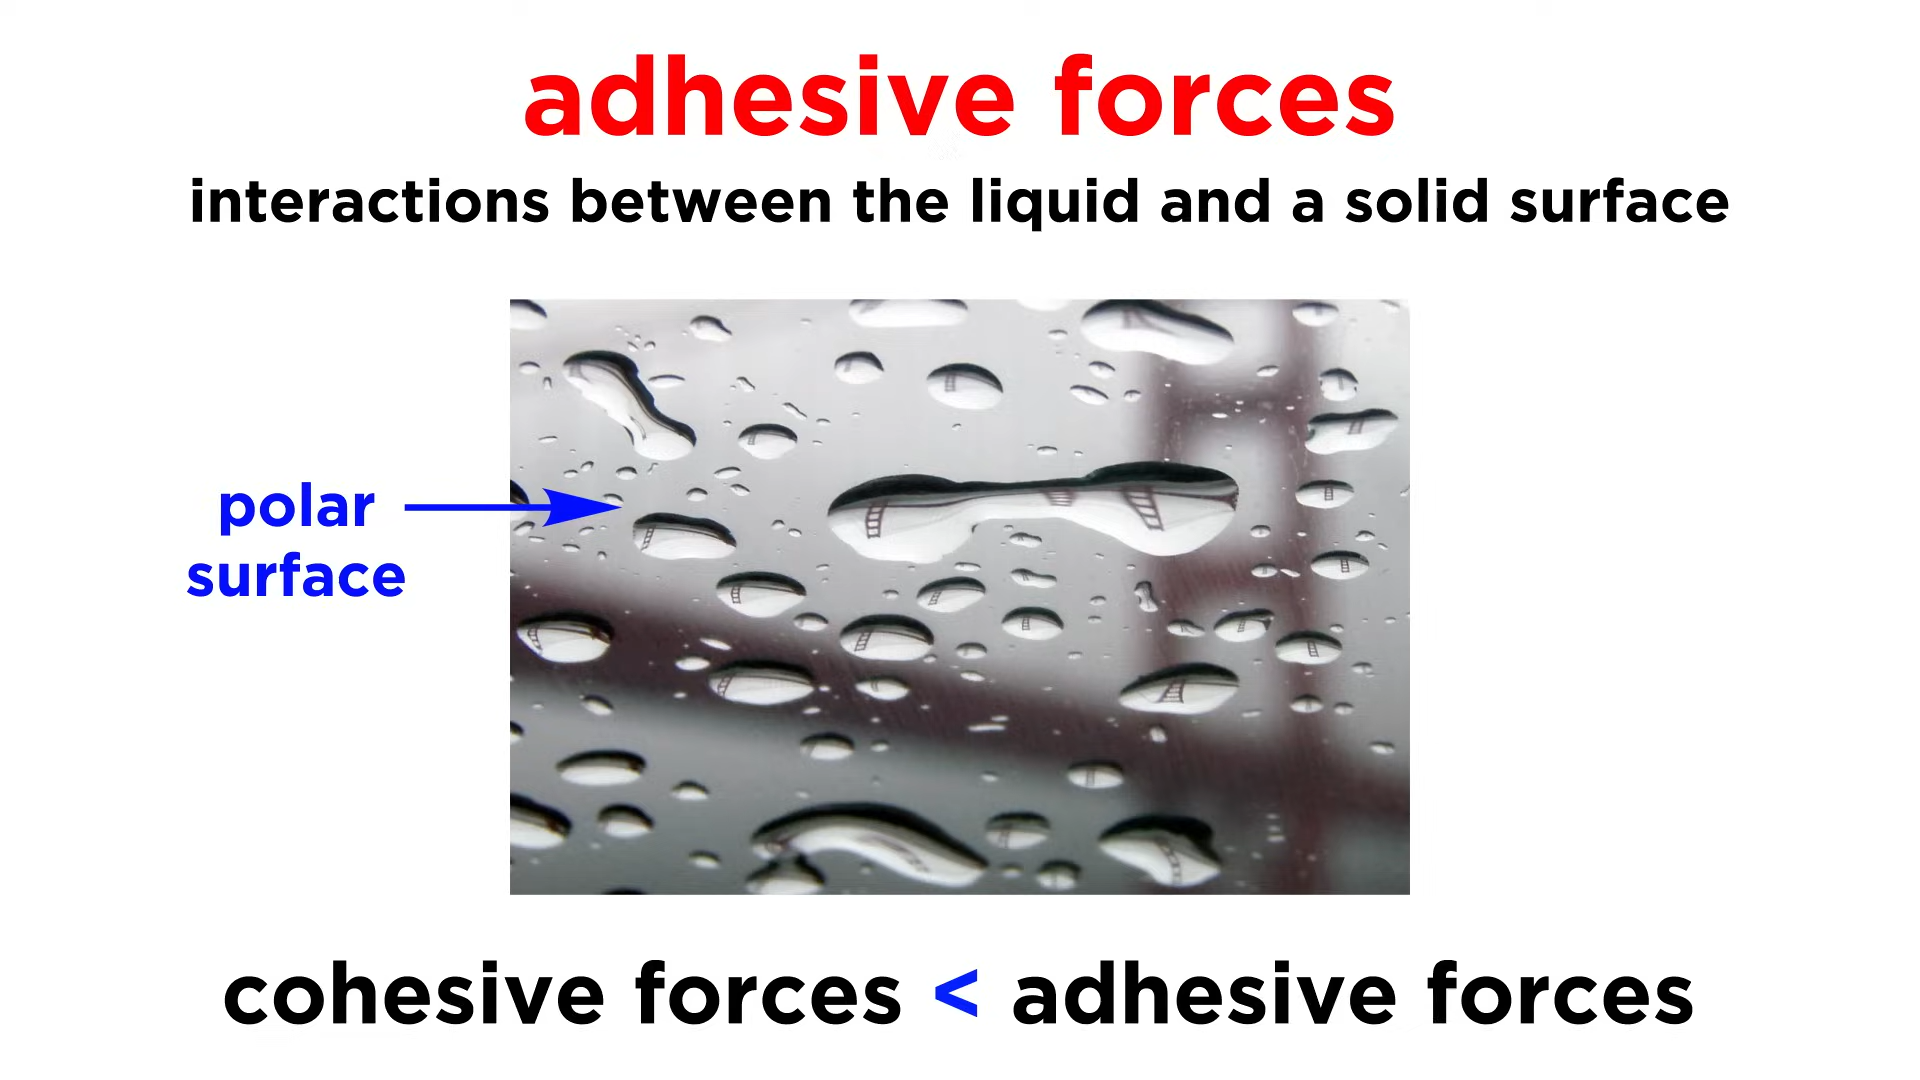 adhesive forces
interactions between the liquid and a solid surface
polar
surface
cohesive forces < adhesive forces